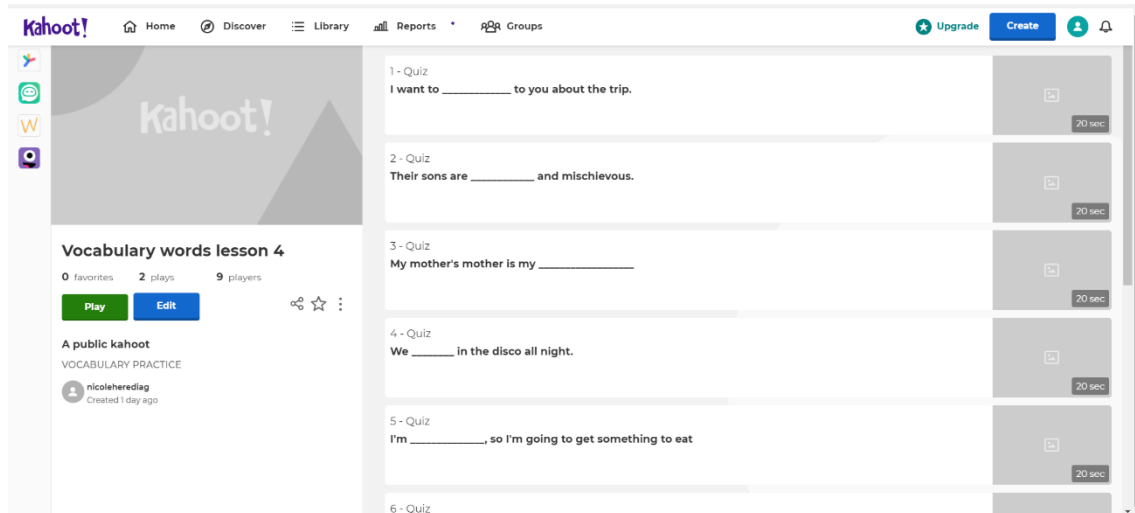 Kahoot! Home Discover Library Reports Groups Upgrade Create
Kahoot!
Vocabulary words lesson 4
0 favorites 2 plays 9 players
Play Edit
A public kahoot
VOCABULARY PRACTICE
nicoleherediag
Created 1 day ago
1 - Quiz
I want to _____________ to you about the trip.
20 sec
2 - Quiz
Their sons are ____________ and mischievous.
20 sec
3 - Quiz
My mother's mother is my __________________
20 sec
4 - Quiz
We ________ in the disco all night.
20 sec
5 - Quiz
I'm ______________, so I'm going to get something to eat
20 sec
6 - Quiz